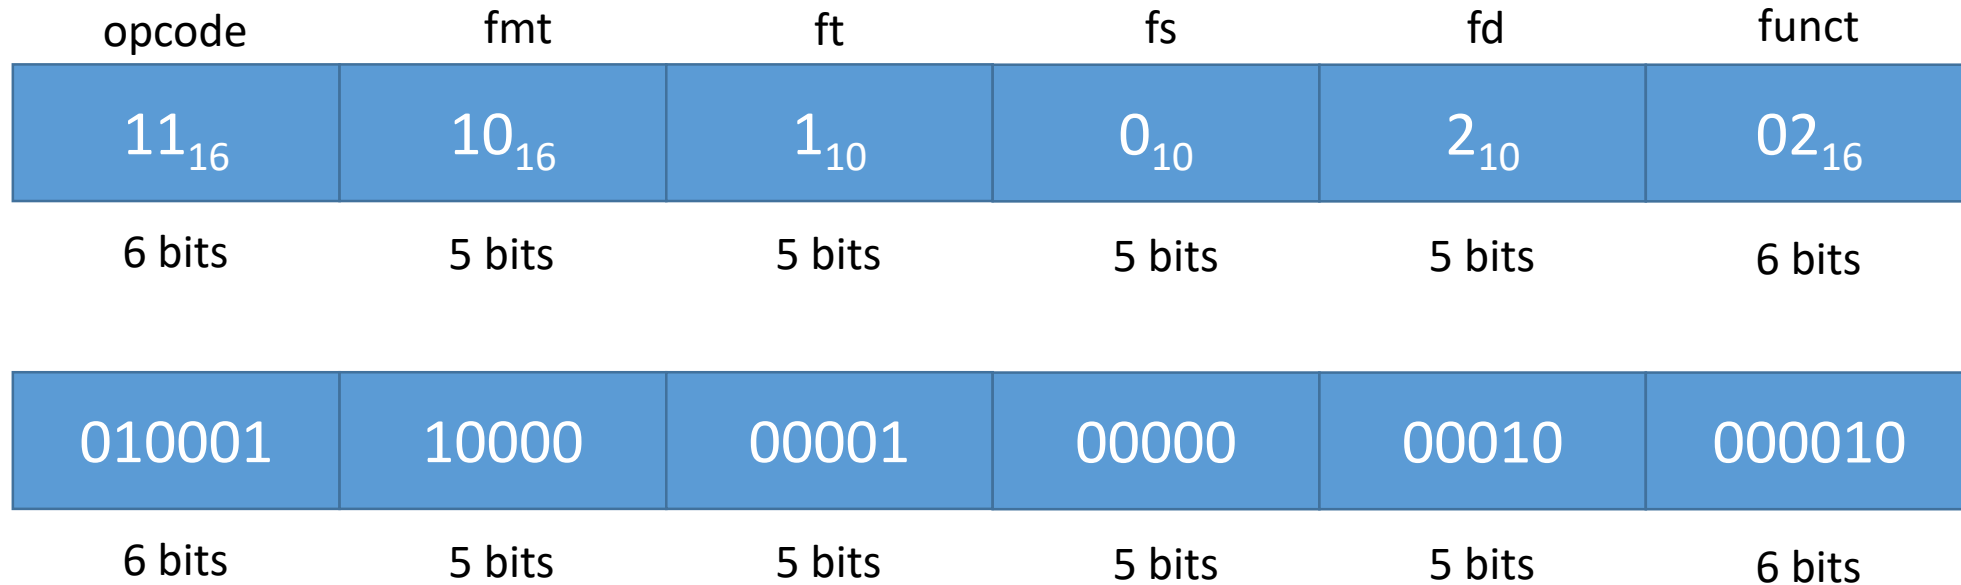 opcode fmt ft fs fd funct
11₁₆ 10₁₆ 1₁₀ 0₁₀ 2₁₀ 02₁₆
6 bits 5 bits 5 bits 5 bits 5 bits 6 bits
010001 10000 00001 00000 00010 000010
6 bits 5 bits 5 bits 5 bits 5 bits 6 bits